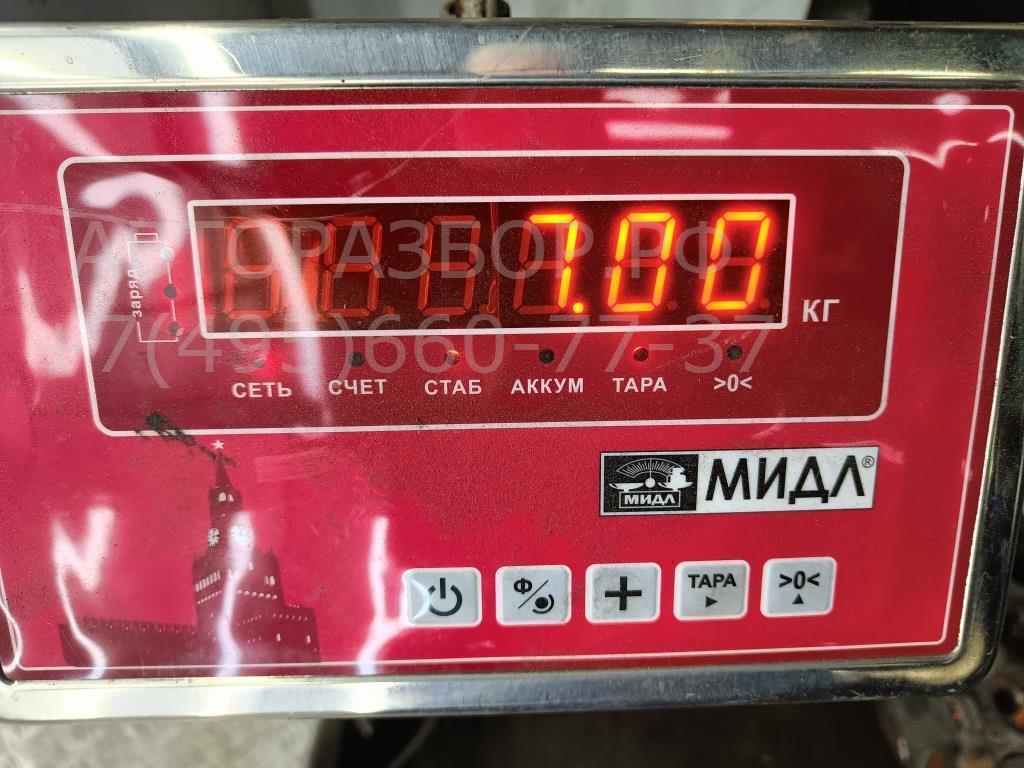 АВТОРАЗБОР.РФ
7.00
КГ
заряд
+7(495)660-77-37
СЕТЬ СЧЕТ СТАБ АККУМ ТАРА >0<
МИДЛ МИДЛ®
Ф ТАРА >0<